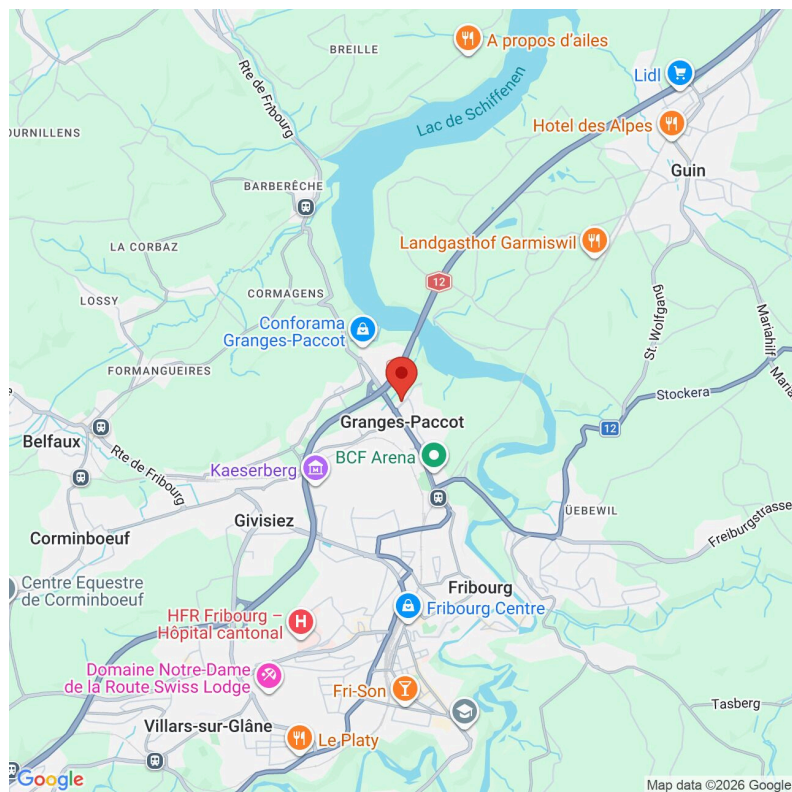 BREILLE
A propos d'ailes
Rte de Fribourg
Lidl
Lac de Schiffenen
OURNILLENS
Hotel des Alpes
Guin
BARBERÊCHE
LA CORBAZ
Landgasthof Garmiswil
12
CORMAGENS
LOSSY
St. Wolfgang
Mariahilf
Conforama
Granges-Paccot
FORMANGUEIRES
Maria
Stockera
Granges-Paccot
12
Belfaux
BCF Arena
Rte de Fribourg
Kaeserberg
Givisiez
ÜEBEWIL
Freiburgstrasse
Corminboeuf
Centre Equestre
de Corminboeuf
Fribourg
Fribourg Centre
HFR Fribourg –
Hôpital cantonal
H
Domaine Notre-Dame
de la Route Swiss Lodge
Fri-Son
Tasberg
Villars-sur-Glâne
Le Platy
Google
Map data ©2026 Google